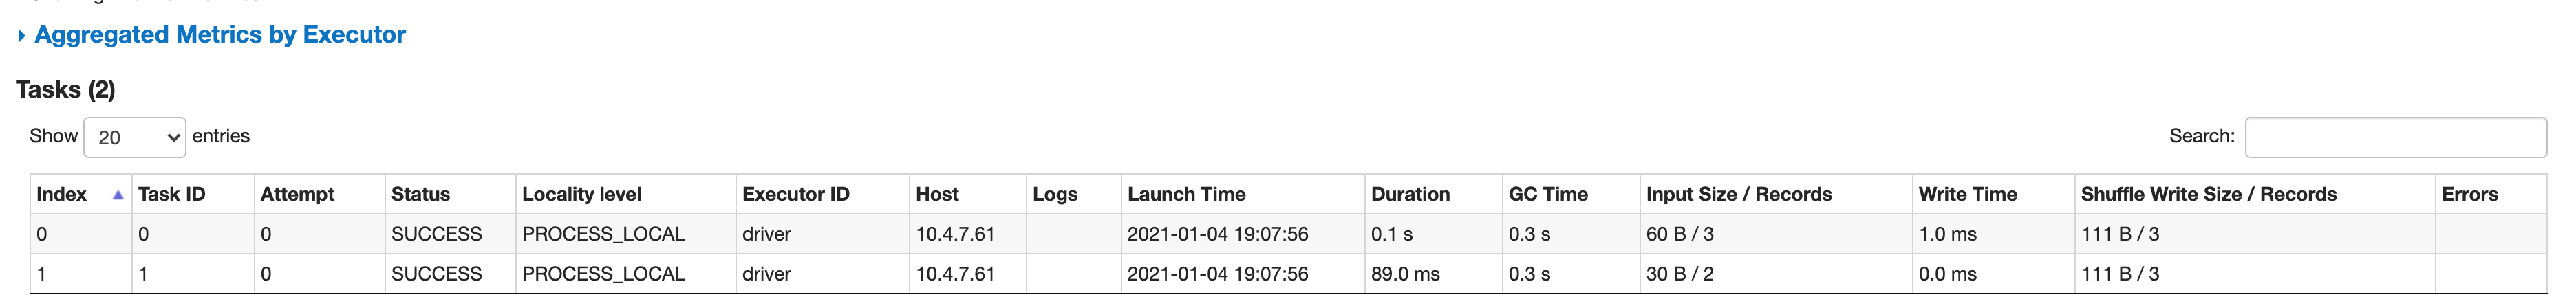 Aggregated Metrics by Executor
Tasks (2)
Show 20 entries Search:
Index Task ID Attempt Status Locality level Executor ID Host Logs Launch Time Duration GC Time Input Size / Records Write Time Shuffle Write Size / Records Errors
0 0 0 SUCCESS PROCESS_LOCAL driver 10.4.7.61 2021-01-04 19:07:56 0.1 s 0.3 s 60 B / 3 1.0 ms 111 B / 3
1 1 0 SUCCESS PROCESS_LOCAL driver 10.4.7.61 2021-01-04 19:07:56 89.0 ms 0.3 s 30 B / 2 0.0 ms 111 B / 3